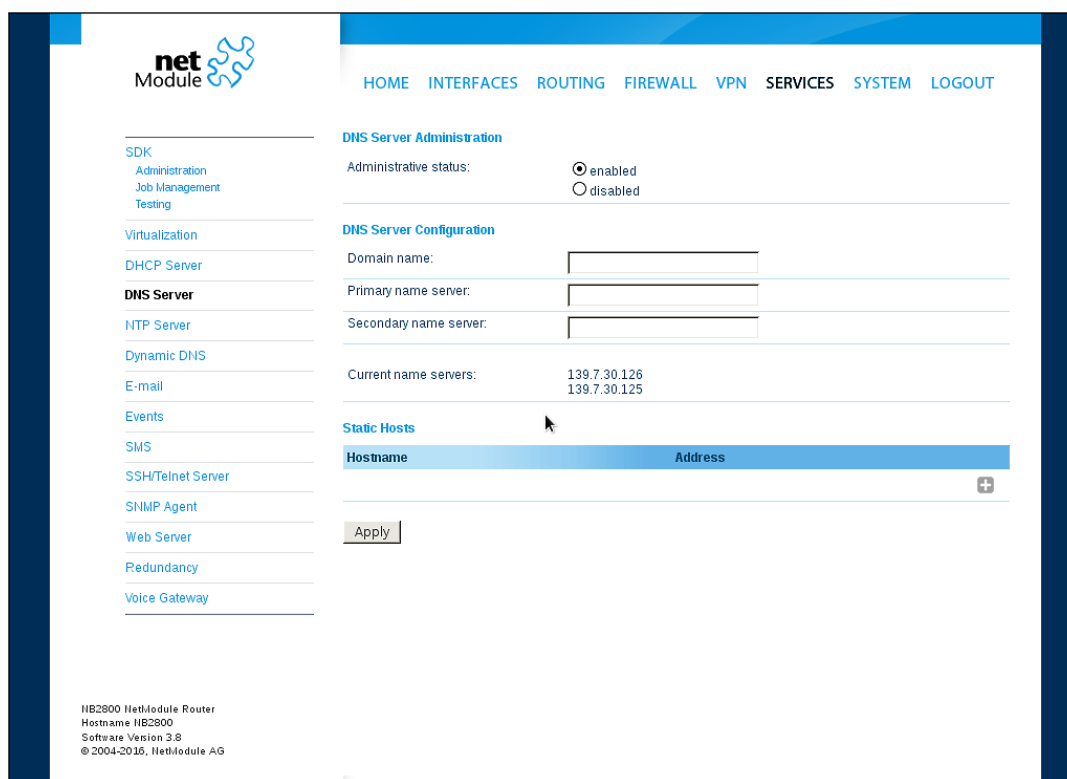 net
Module
HOME INTERFACES ROUTING FIREWALL VPN SERVICES SYSTEM LOGOUT
SDK
Administration
Job Management
Testing
Virtualization
DHCP Server
DNS Server
NTP Server
Dynamic DNS
E-mail
Events
SMS
SSH/Telnet Server
SNMP Agent
Web Server
Redundancy
Voice Gateway
DNS Server Administration
Administrative status:
enabled
disabled
DNS Server Configuration
Domain name:
Primary name server:
Secondary name server:
Current name servers: 139.7.30.126
139.7.30.125
Static Hosts
Hostname Address
Apply
NB2800 NetModule Router
Hostname NB2800
Software Version 3.8
© 2004-2016, NetModule AG